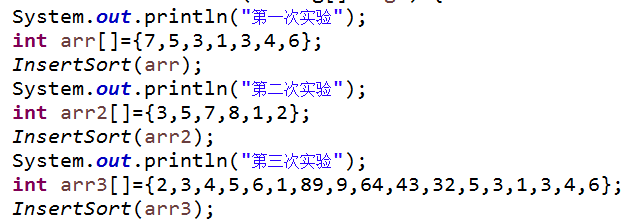 System.out.println("第一次实验");
int arr[]={7,5,3,1,3,4,6};
InsertSort(arr);
System.out.println("第二次实验");
int arr2[]={3,5,7,8,1,2};
InsertSort(arr2);
System.out.println("第三次实验");
int arr3[]={2,3,4,5,6,1,89,9,64,43,32,5,3,1,3,4,6};
InsertSort(arr3);